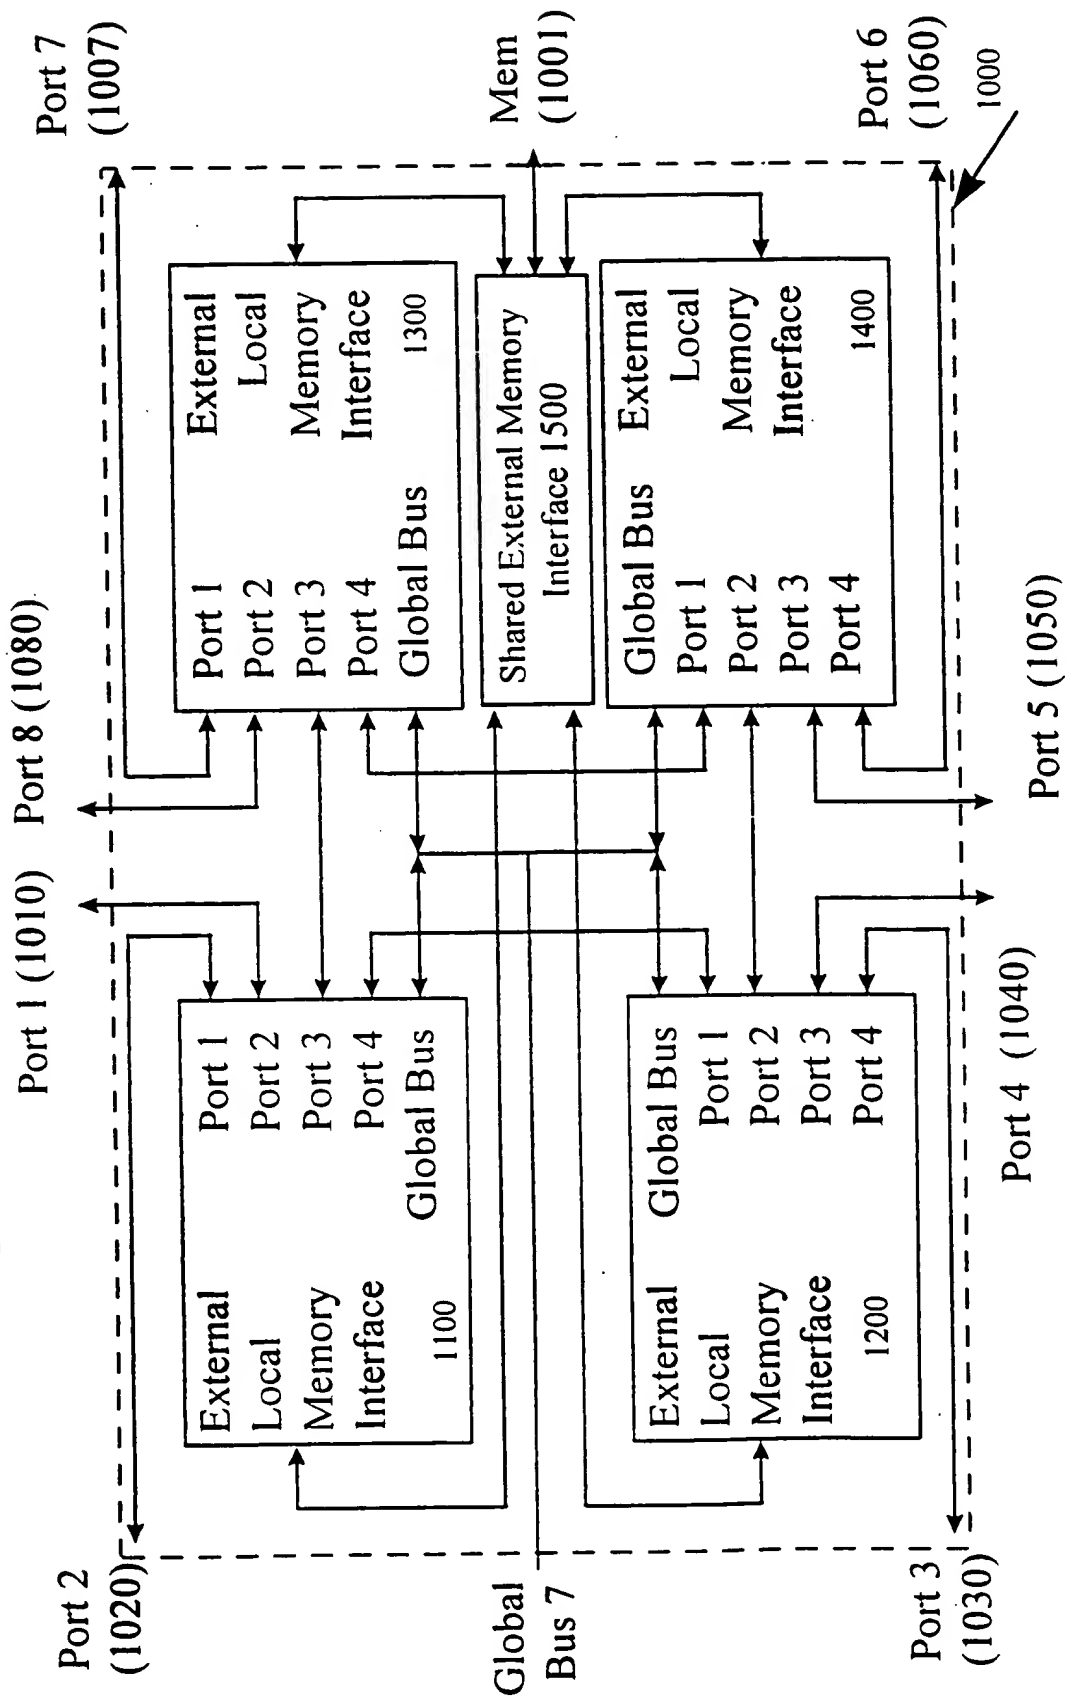 Port 1 (1010)
Port 8 (1080)
Port 2
(1020)
Port 7
(1007)
External
Local
Memory
Interface
1100
Port 1
Port 2
Port 3
Port 4
Global Bus
Port 1
Port 2
Port 3
Port 4
Global Bus
External
Local
Memory
Interface
1300
Global
Bus 7
Shared External Memory
Interface 1500
Mem
(1001)
External
Local
Memory
Interface
1200
Global Bus
Port 1
Port 2
Port 3
Port 4
Global Bus
Port 1
Port 2
Port 3
Port 4
External
Local
Memory
Interface
1400
Port 3
(1030)
Port 6
(1060)
1000
Port 4 (1040)
Port 5 (1050)